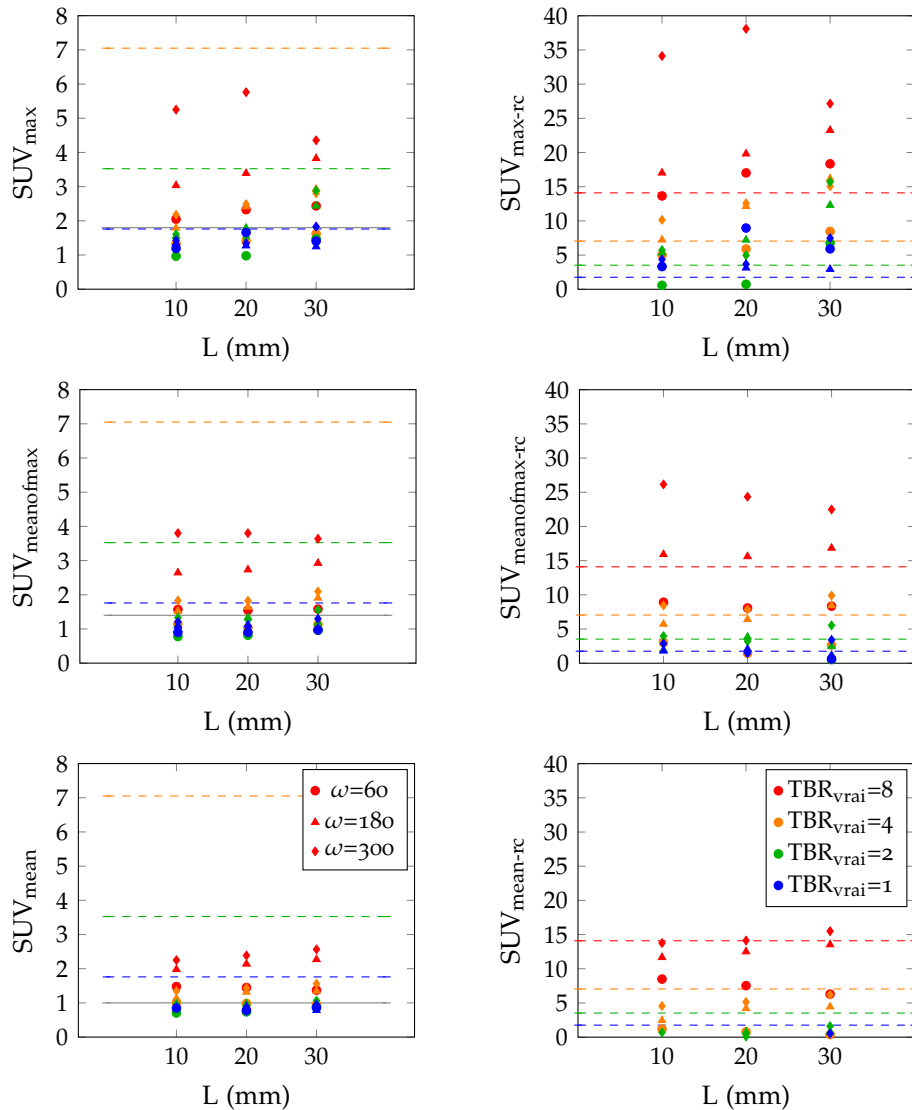 8
7
6
5
4
3
2
1
0
SUVmax
10 20 30
L (mm)
40
35
30
25
20
15
10
5
0
SUVmax-rc
10 20 30
L (mm)
8
7
6
5
4
3
2
1
0
SUVmeanofmax
10 20 30
L (mm)
40
35
30
25
20
15
10
5
0
SUVmeanofmax-rc
10 20 30
L (mm)
8
7
6
5
4
3
2
1
0
SUVmean
ω=60
ω=180
ω=300
10 20 30
L (mm)
40
35
30
25
20
15
10
5
0
SUVmean-rc
TBRvrai=8
TBRvrai=4
TBRvrai=2
TBRvrai=1
10 20 30
L (mm)